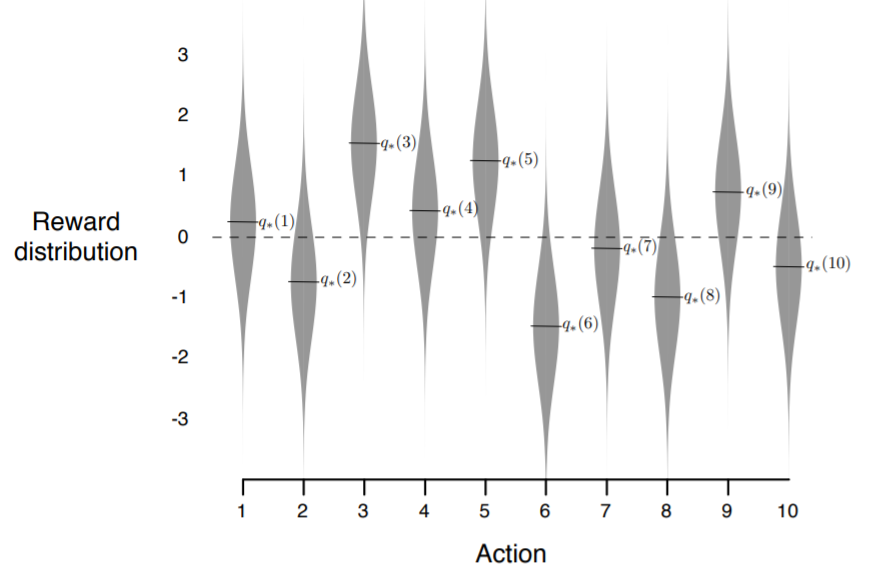 3
2
1
0
-1
-2
-3
Reward
distribution
q*(1)
q*(2)
q*(3)
q*(4)
q*(5)
q*(6)
q*(7)
q*(8)
q*(9)
q*(10)
1 2 3 4 5 6 7 8 9 10
Action